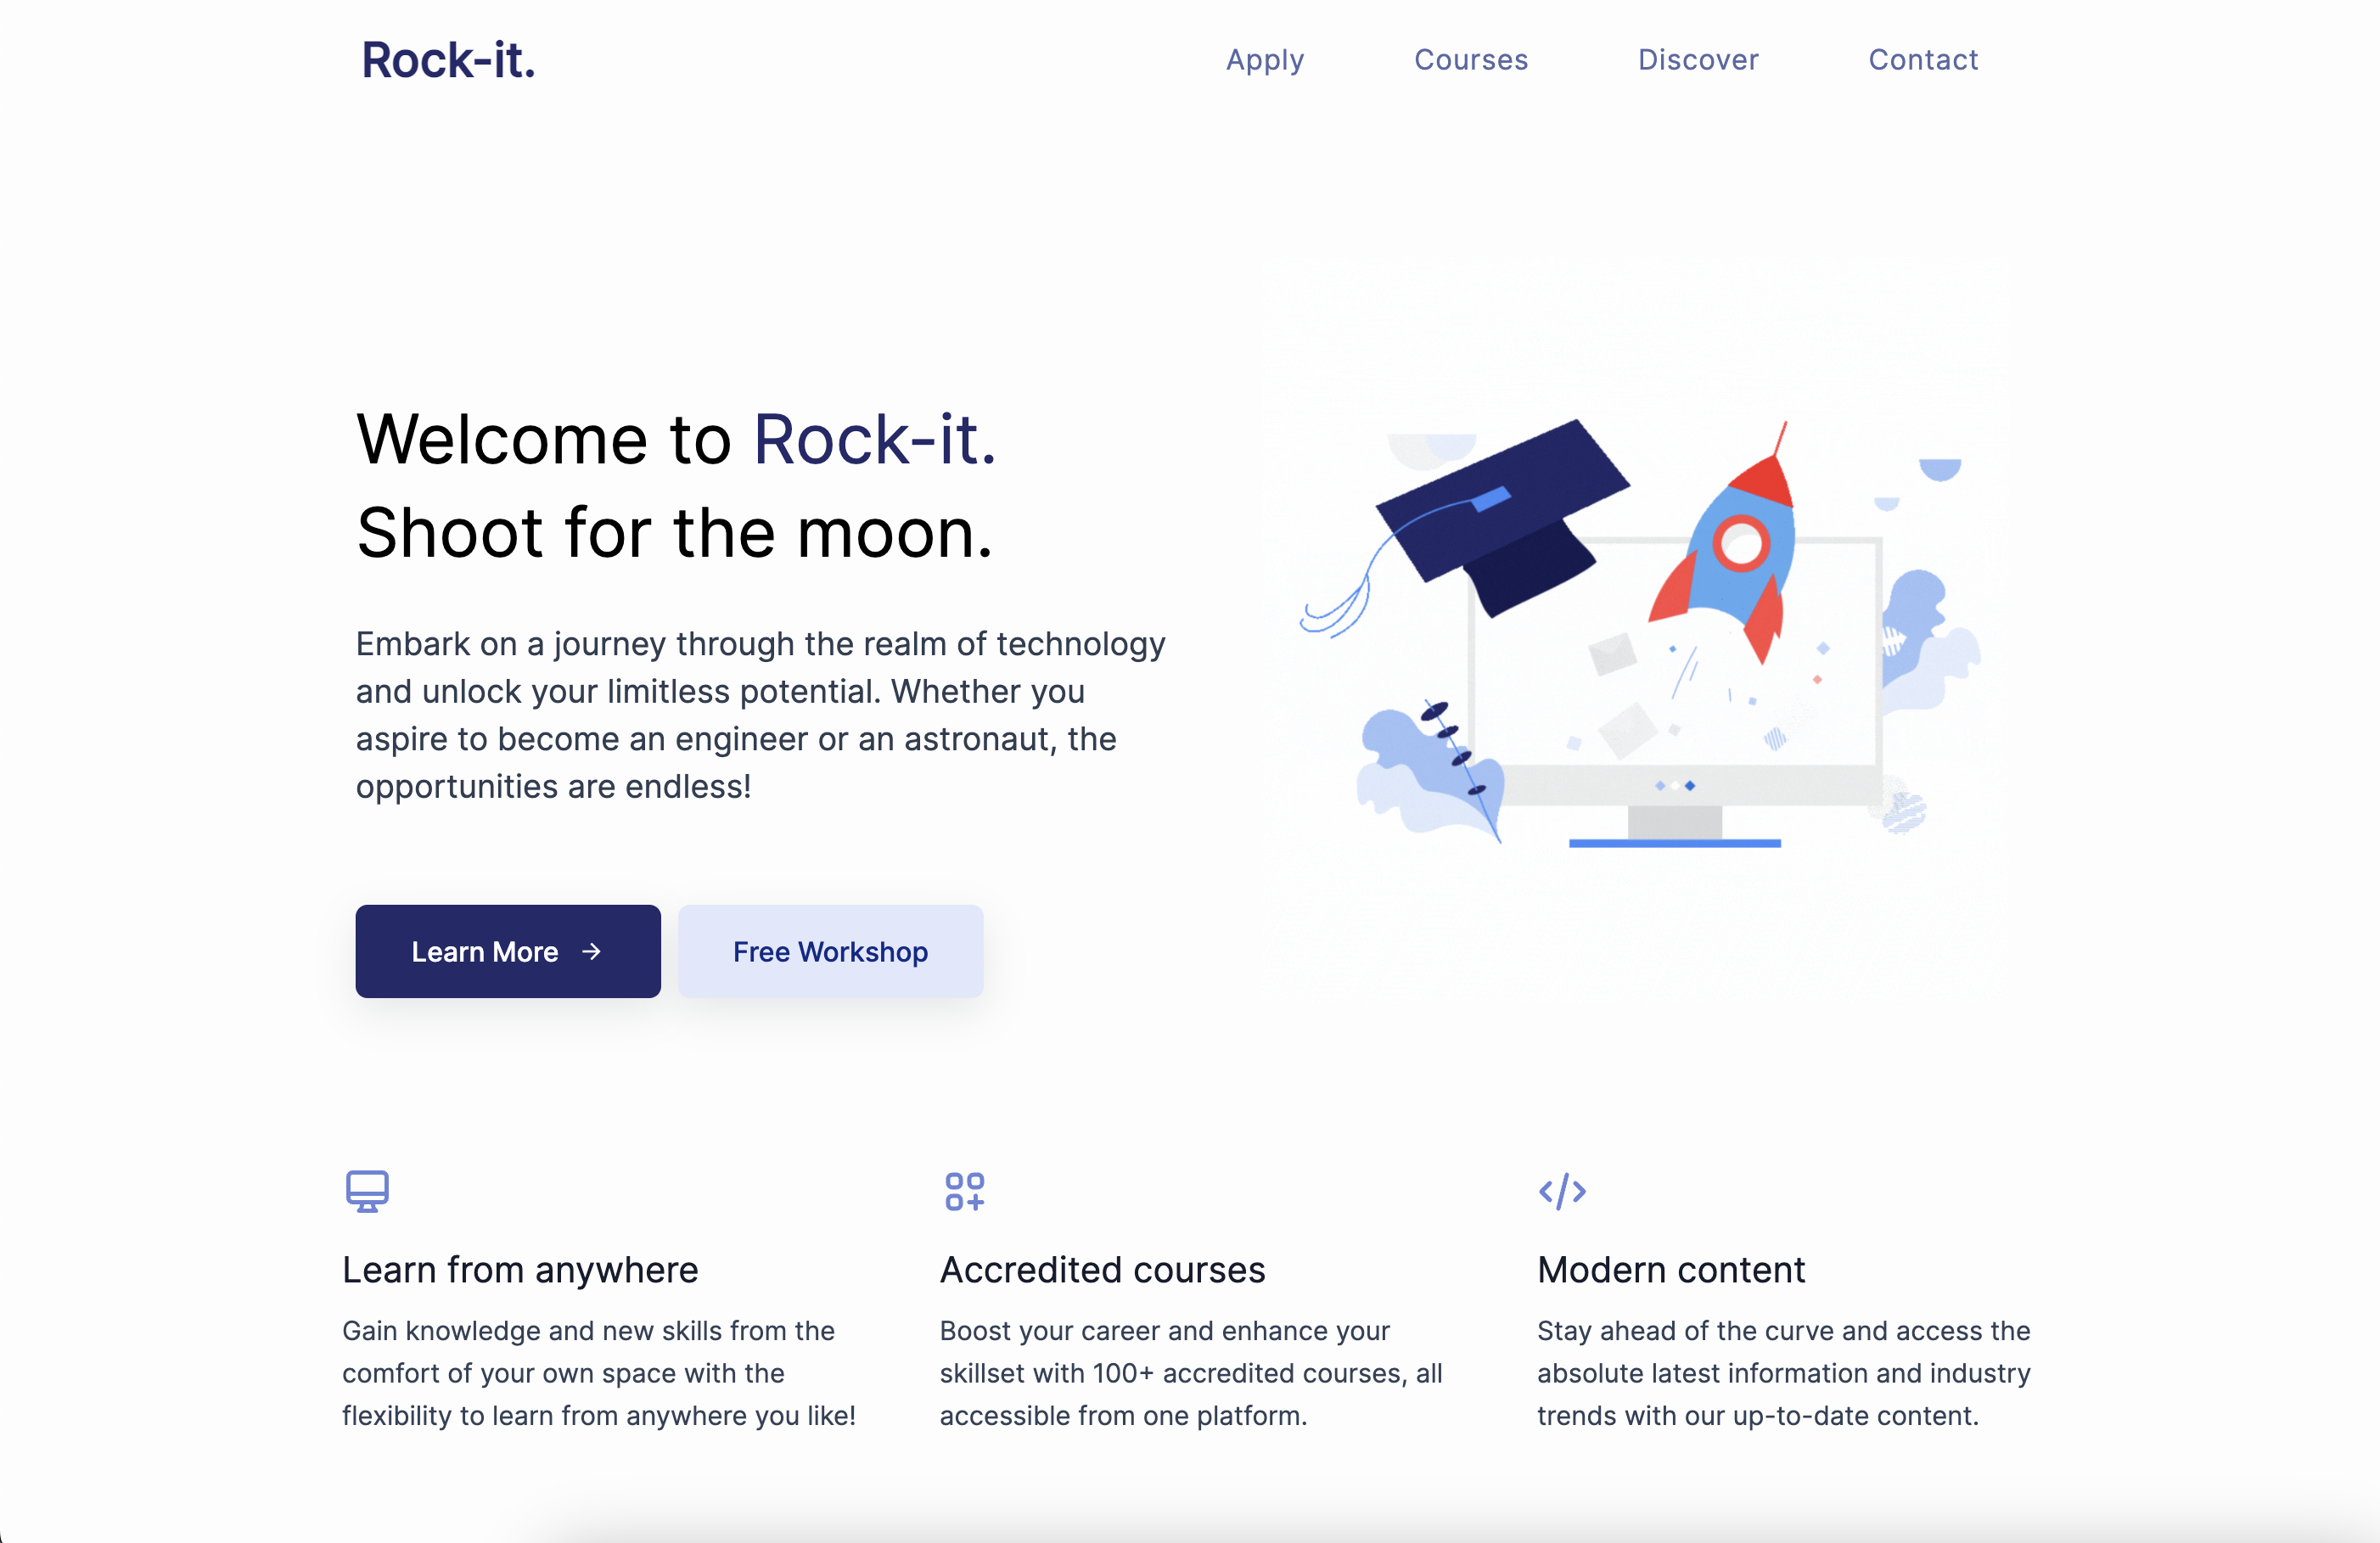 Rock-it.
Apply Courses Discover Contact
Welcome to Rock-it.
Shoot for the moon.
Embark on a journey through the realm of technology
and unlock your limitless potential. Whether you
aspire to become an engineer or an astronaut, the
opportunities are endless!
Learn More →
Free Workshop
Learn from anywhere
Gain knowledge and new skills from the
comfort of your own space with the
flexibility to learn from anywhere you like!
Accredited courses
Boost your career and enhance your
skillset with 100+ accredited courses, all
accessible from one platform.
Modern content
Stay ahead of the curve and access the
absolute latest information and industry
trends with our up-to-date content.